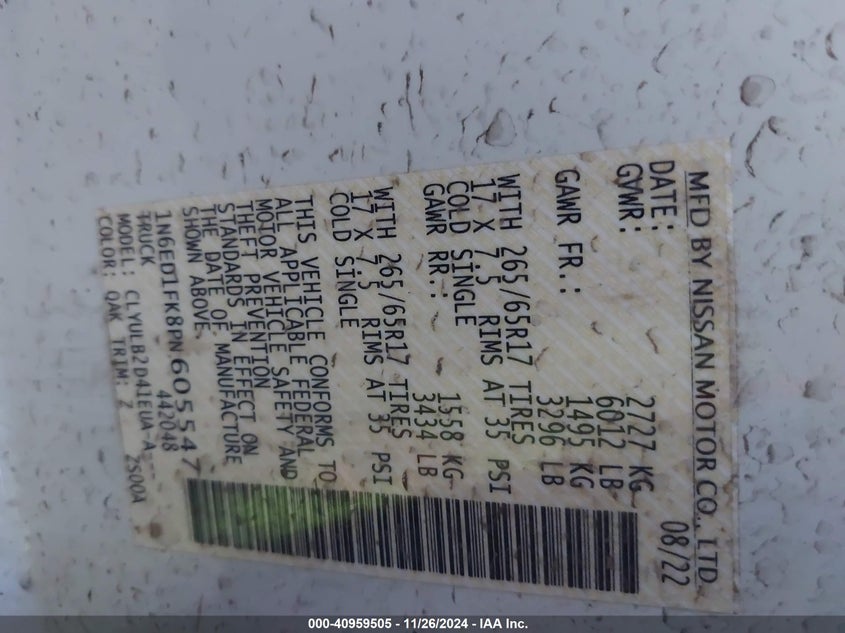 MFD BY NISSAN MOTOR CO., LTD
DATE: 08/22
GVWR: 2727 KG
6012 LB
GAWR FR.: 1495 KG
3296 LB
WITH 265/65R17 TIRES
17 X 7.5 RIMS AT 35 PSI
COLD SINGLE
GAWR RR.: 1558 KG
3434 LB
WITH 265/65R17 TIRES
17 X 7.5 RIMS AT 35 PSI
COLD SINGLE
THIS VEHICLE CONFORMS TO
ALL APPLICABLE FEDERAL
MOTOR VEHICLE SAFETY AND
THEFT PREVENTION
STANDARDS IN EFFECT ON
THE DATE OF MANUFACTURE
SHOWN ABOVE.
1N6ED1FK8PN605547
TRUCK 442048
MODEL: CLYULB2D41EUA-A---
COLOR: QAK TRIM: Z 2S00A
000-40959505 - 11/26/2024 - IAA Inc.